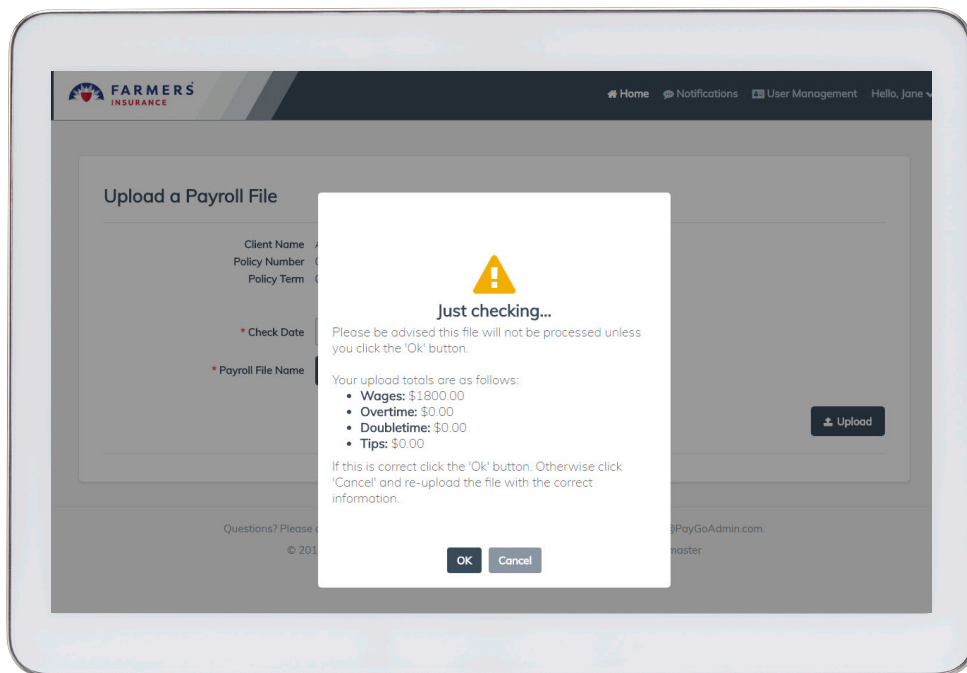 FARMERS
INSURANCE
Home Notifications User Management Hello, Jane
Upload a Payroll File
Client Name
Policy Number
Policy Term
* Check Date
* Payroll File Name
Upload
Just checking...
Please be advised this file will not be processed unless
you click the 'Ok' button.
Your upload totals are as follows:
• Wages: $1800.00
• Overtime: $0.00
• Doubletime: $0.00
• Tips: $0.00
If this is correct click the 'Ok' button. Otherwise click
'Cancel' and re-upload the file with the correct
information.
OK Cancel
Questions? Please @PayGoAdmin.com.
©